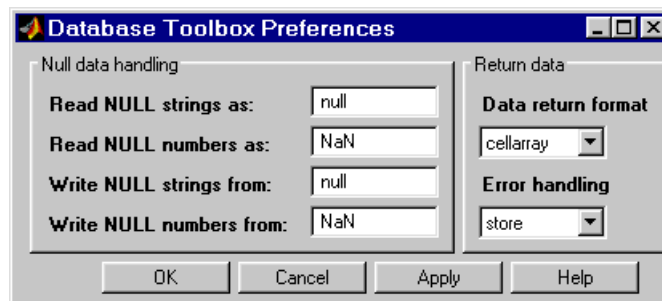 Database Toolbox Preferences
Null data handling
Read NULL strings as: null
Read NULL numbers as: NaN
Write NULL strings from: null
Write NULL numbers from: NaN
Return data
Data return format
cellarray
Error handling
store
OK Cancel Apply Help